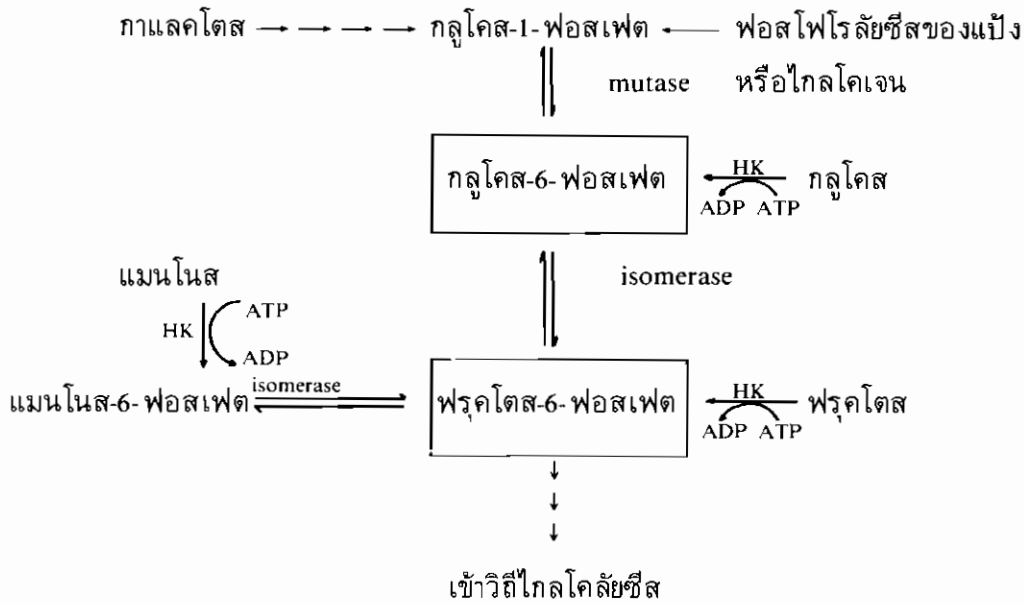 กาแลคโตส กลูโคส-1-ฟอสเฟต ฟอสโฟโรลัยซีสของแป้ง
mutase หรือไกลโคเจน
กลูโคส-6-ฟอสเฟต HK กลูโคส
ADP ATP
isomerase
แมนโนส
HK ATP
ADP
แมนโนส-6-ฟอสเฟต isomerase ฟรุคโตส-6-ฟอสเฟต HK ฟรุคโตส
ADP ATP
เข้าวิถีไกลโคลัยซีส